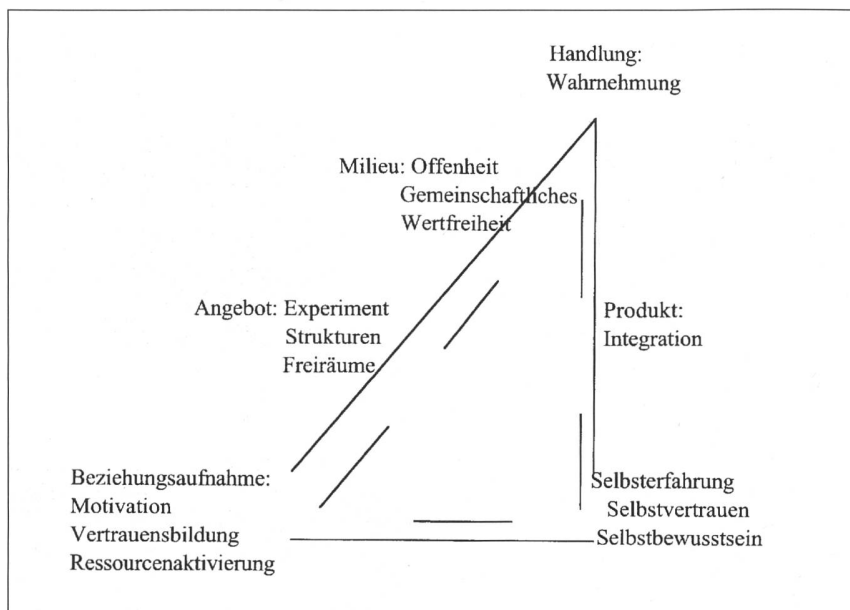 Handlung:
Wahrnehmung
Milieu: Offenheit
Gemeinschaftliches
Wertfreiheit
Angebot: Experiment
Strukturen
Freiräume
Produkt:
Integration
Beziehungsaufnahme:
Motivation
Vertrauensbildung
Ressourcenaktivierung
Selbsterfahrung
Selbstvertrauen
Selbstbewusstsein